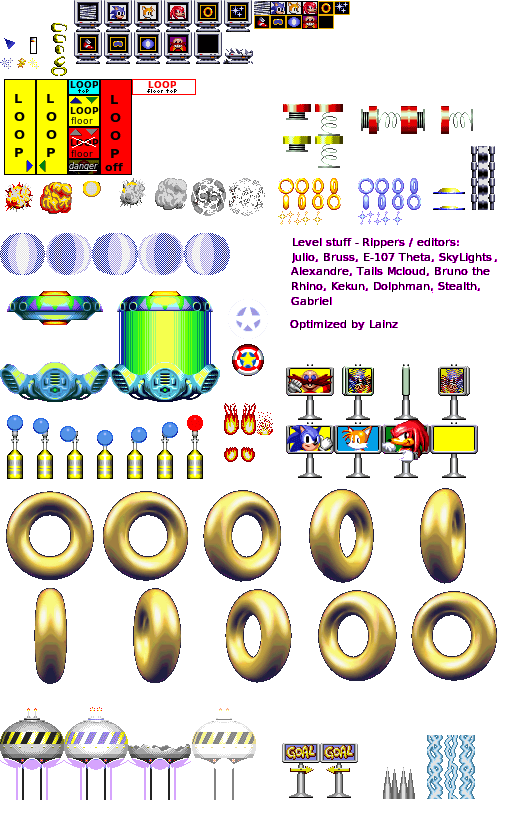 LOOP
LOOP
LOOP
top
LOOP
floor
floor
danger
LOOP
off
LOOP
floor top
Level stuff - Rippers / editors:
Julio, Bruss, E-107 Theta, SkyLights,
Alexandre, Tails Mcloud, Bruno the
Rhino, Kekun, Dolphman, Stealth,
Gabriel
Optimized by Lainz
GOAL GOAL